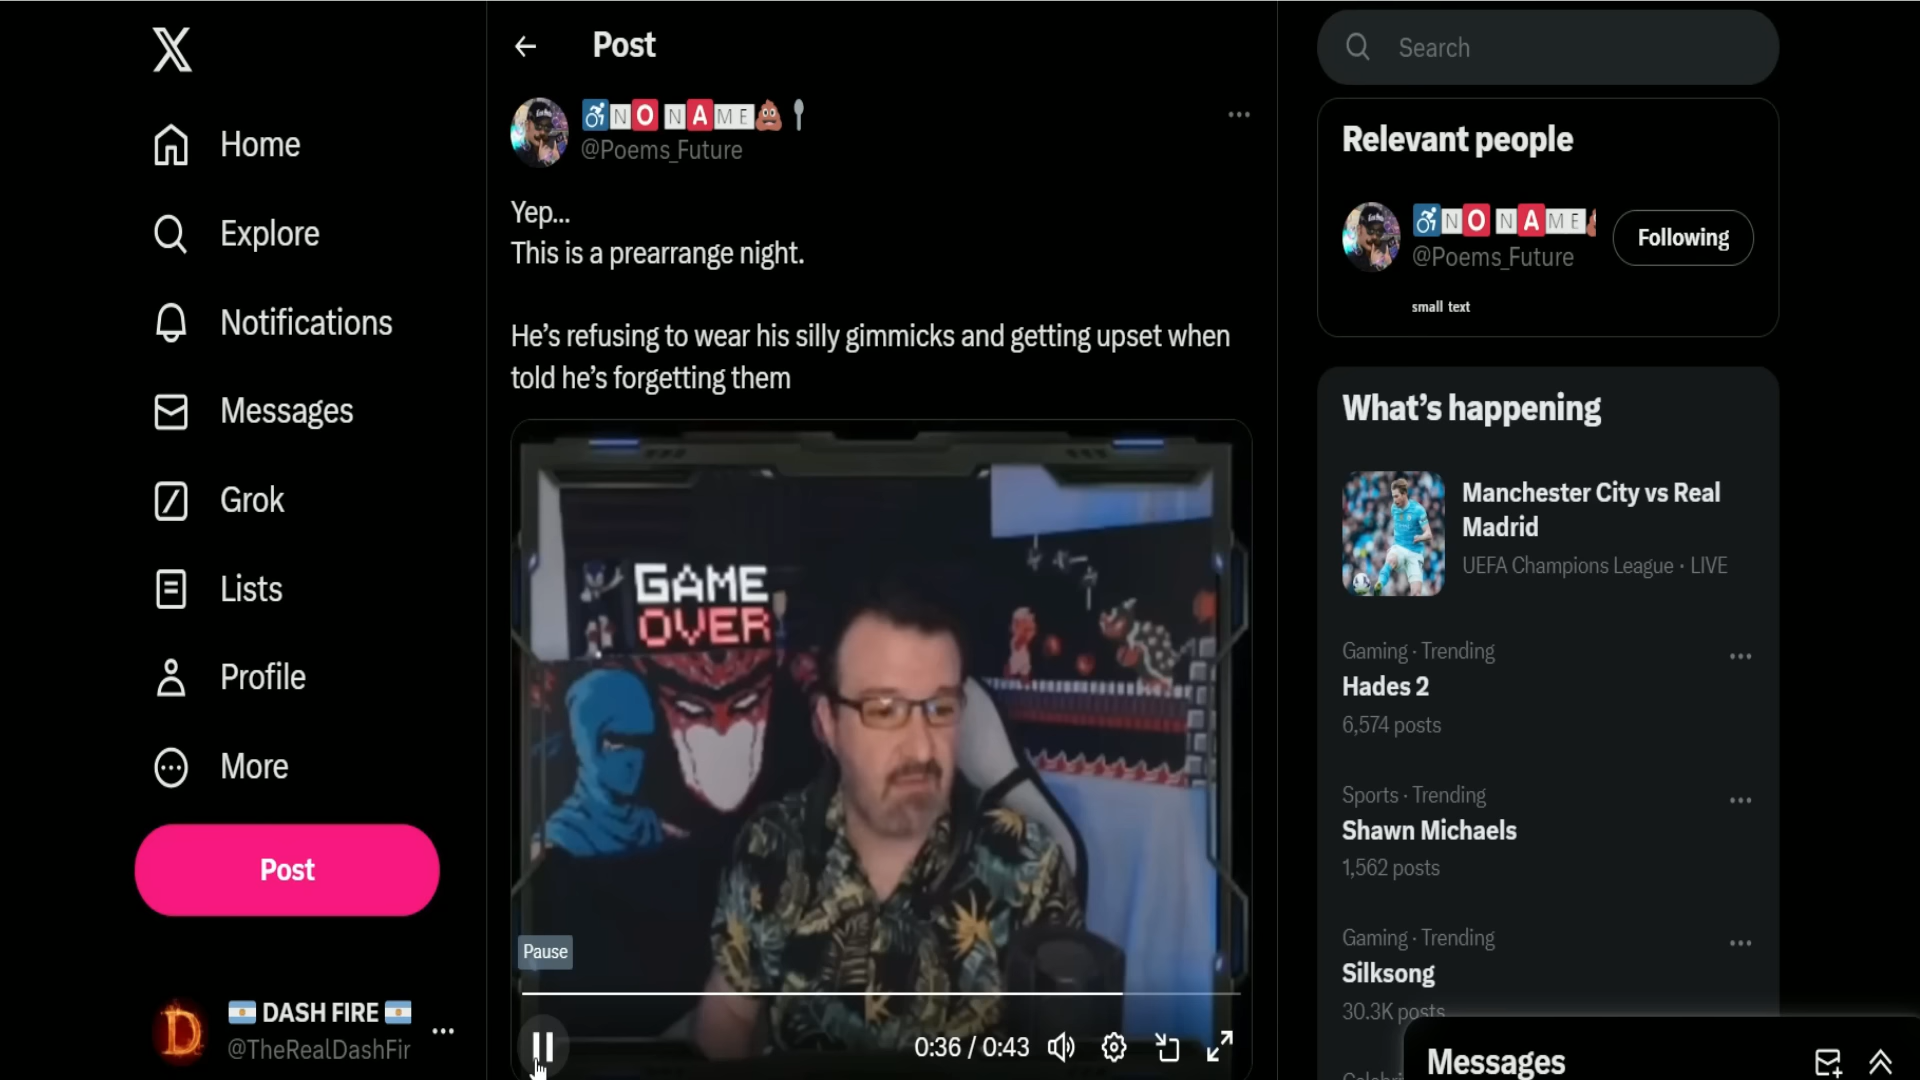 Post
NO NAME
@Poems_Future
Yep...
This is a prearrange night.
He's refusing to wear his silly gimmicks and getting upset when
told he's forgetting them
GAME
OVER
Pause
0:36 / 0:43
Home
Explore
Notifications
Messages
Grok
Lists
Profile
More
Post
DASH FIRE
@TheRealDashFir
Search
Relevant people
NO NAME
@Poems_Future
Following
small text
What's happening
Manchester City vs Real
Madrid
UEFA Champions League · LIVE
Gaming · Trending
Hades 2
6,574 posts
Sports · Trending
Shawn Michaels
1,562 posts
Gaming · Trending
Silksong
30.3K posts
Messages